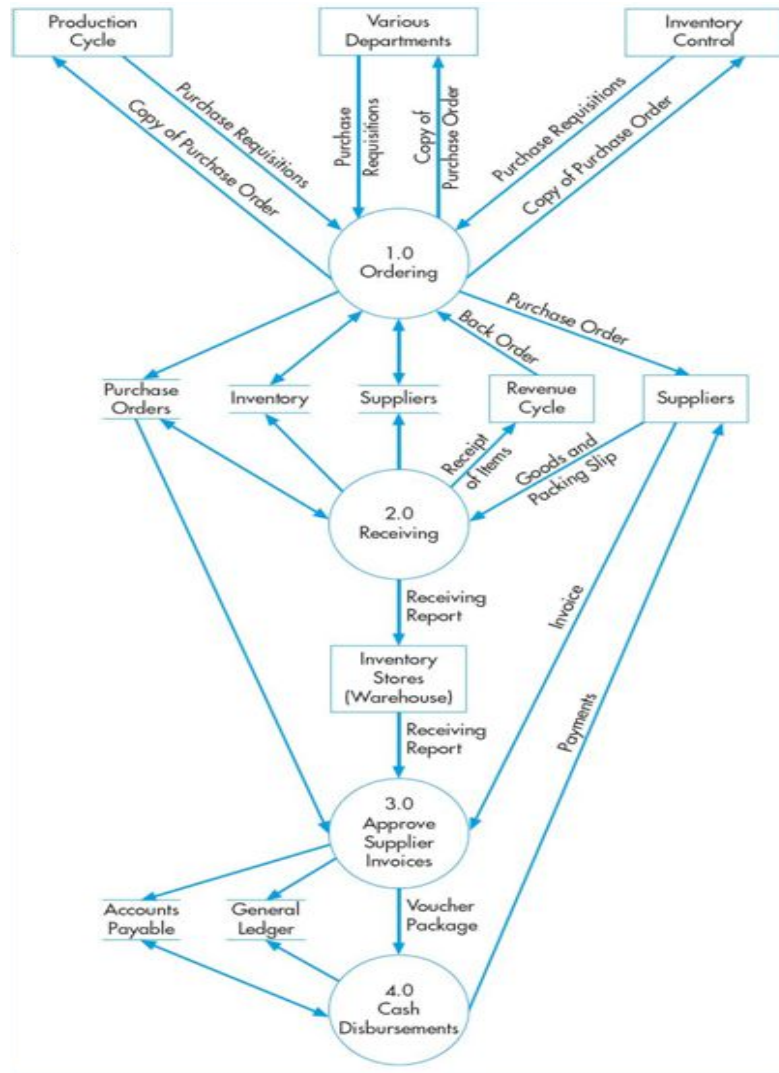 Production
Cycle
Various
Departments
Inventory
Control
Copy of Purchase Order
Purchase Requisitions
Purchase
Requisitions
Copy of
Purchase Order
Purchase Requisitions
Copy of Purchase Order
1.0
Ordering
Purchase Order
Back Order
Purchase
Orders
Inventory
Suppliers
Revenue
Cycle
Suppliers
Receipt
of Items
Goods and
Packing Slip
2.0
Receiving
Receiving
Report
Invoice
Inventory
Stores
(Warehouse)
Payments
Receiving
Report
3.0
Approve
Supplier
Invoices
Accounts
Payable
General
Ledger
Voucher
Package
4.0
Cash
Disbursements